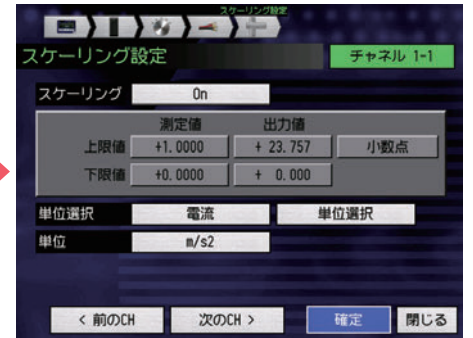 スケーリング設定
スケーリング設定 チャネル 1-1
スケーリング On
測定値 出力値
上限値 +1.0000 + 23.757 小数点
下限値 +0.0000 + 0.000
単位選択 電流 単位選択
単位 m/s2
< 前のCH 次のCH > 確定 閉じる